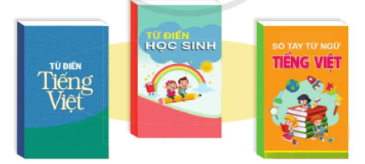 TỪ ĐIỂN
Tiếng
Việt
TỪ ĐIỂN
HỌC SINH
SỔ TAY TỪ NGỮ
TIẾNG VIỆT